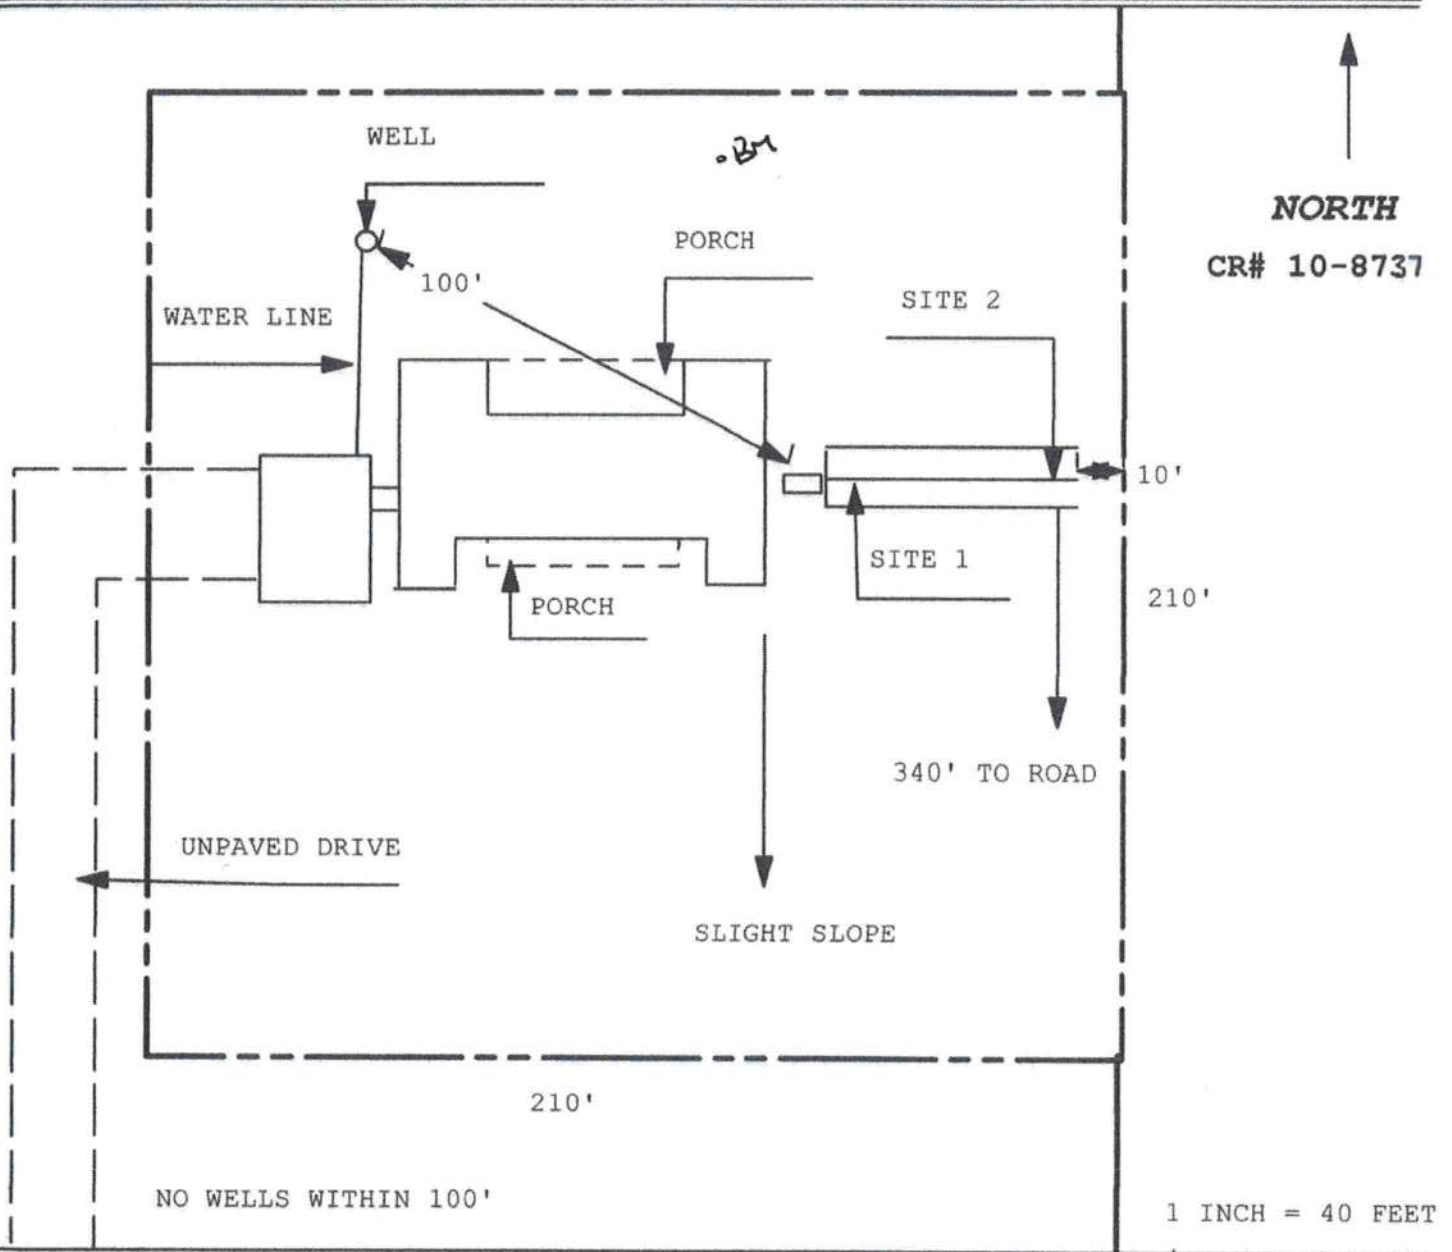 WELL
.BM
NORTH
PORCH
CR# 10-8737
100'
SITE 2
WATER LINE
10'
SITE 1
210'
PORCH
340' TO ROAD
UNPAVED DRIVE
SLIGHT SLOPE
210'
NO WELLS WITHIN 100'
1 INCH = 40 FEET